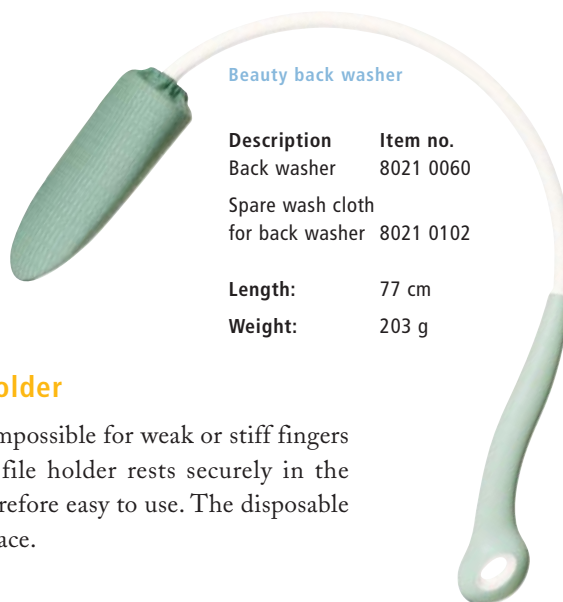 Beauty back washer
Description Item no.
Back washer 8021 0060
Spare wash cloth
for back washer 8021 0102
Length: 77 cm
Weight: 203 g
older
mpossible for weak or stiff fingers
file holder rests securely in the
refore easy to use. The disposable
ace.